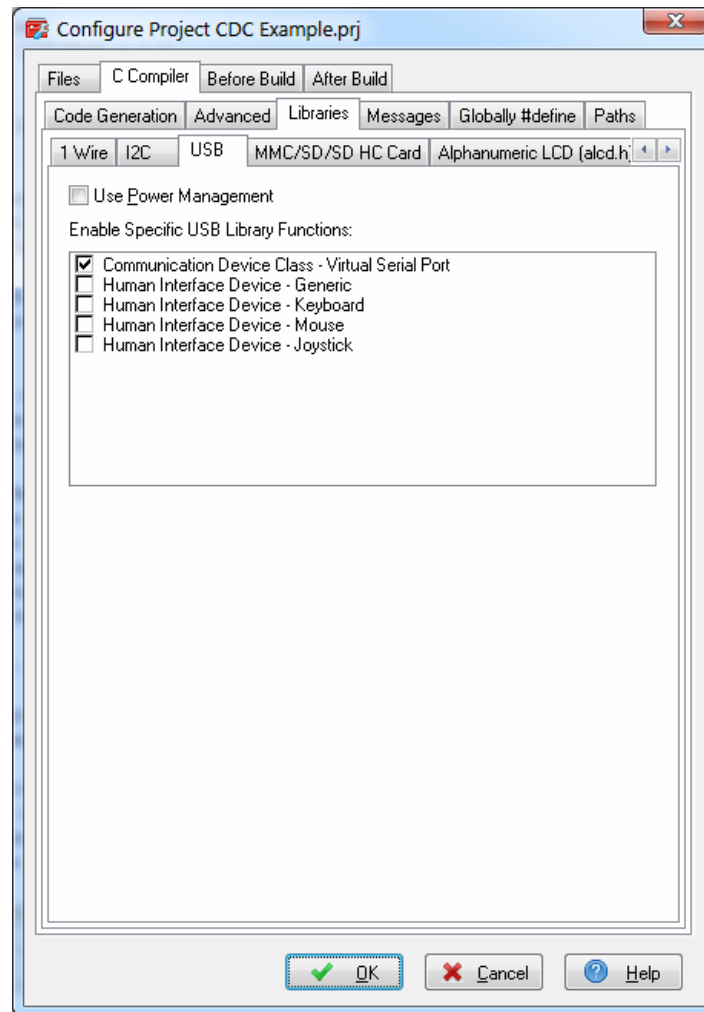 Configure Project CDC Example.prj
Files C Compiler Before Build After Build
Code Generation Advanced Libraries Messages Globally #define Paths
1 Wire I2C USB MMC/SD/SD HC Card Alphanumeric LCD (alcd.h)
Use Power Management
Enable Specific USB Library Functions:
Communication Device Class - Virtual Serial Port
Human Interface Device - Generic
Human Interface Device - Keyboard
Human Interface Device - Mouse
Human Interface Device - Joystick
OK Cancel Help